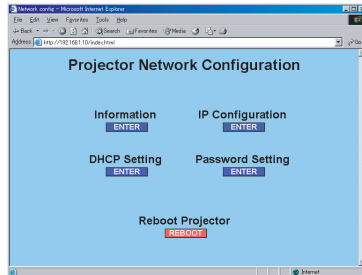 Network config - Microsoft Internet Explorer
File Edit View Favorites Tools Help
Back Search Favorites Media
Address http://192.168.1.10/index.html Go
Projector Network Configuration
Information IP Configuration
ENTER ENTER
DHCP Setting Password Setting
ENTER ENTER
Reboot Projector
REBOOT
Internet